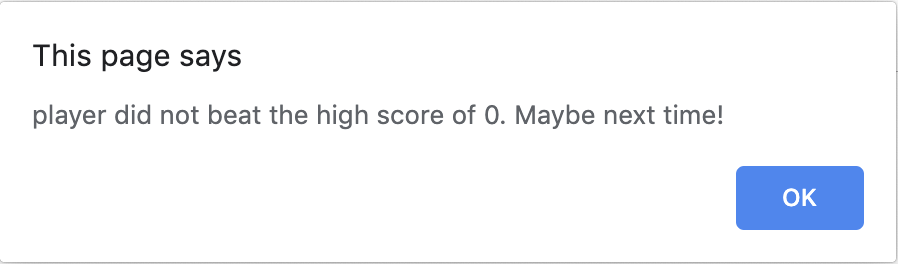 This page says
player did not beat the high score of 0. Maybe next time!
OK